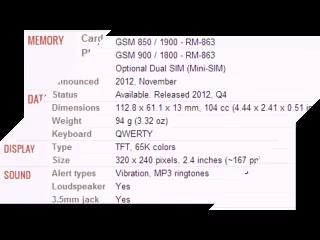 MEMORY Card
GSM 850 / 1900 - RM-863
GSM 900 / 1800 - RM-863
Optional Dual SIM (Mini-SIM)
2012, November
Status Available. Released 2012, Q4
Dimensions 112.8 x 61.1 x 13 mm, 104 cc (4.44 x 2.41 x 0.51
Weight 94 g (3.32 oz)
Keyboard QWERTY
DISPLAY Type TFT, 65K colors
Size 320 x 240 pixels, 2.4 inches (~167
SOUND Alert types Vibration, MP3 ringtones
Loudspeaker Yes
3.5mm jack Yes